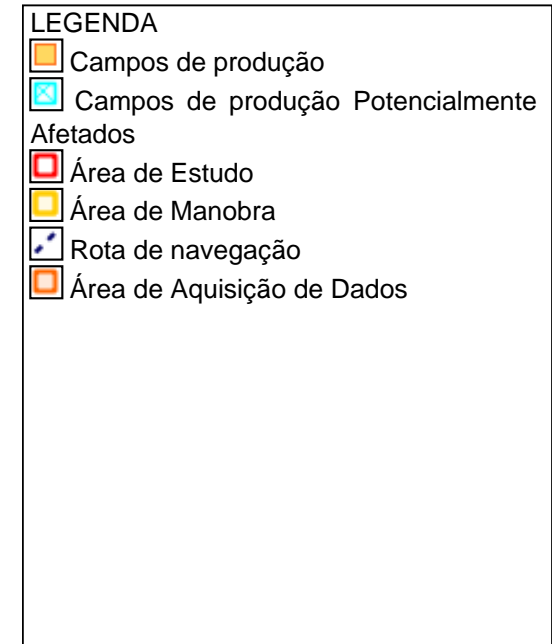 LEGENDA
Campos de produção
Campos de produção Potencialmente
Afetados
Área de Estudo
Área de Manobra
Rota de navegação
Área de Aquisição de Dados